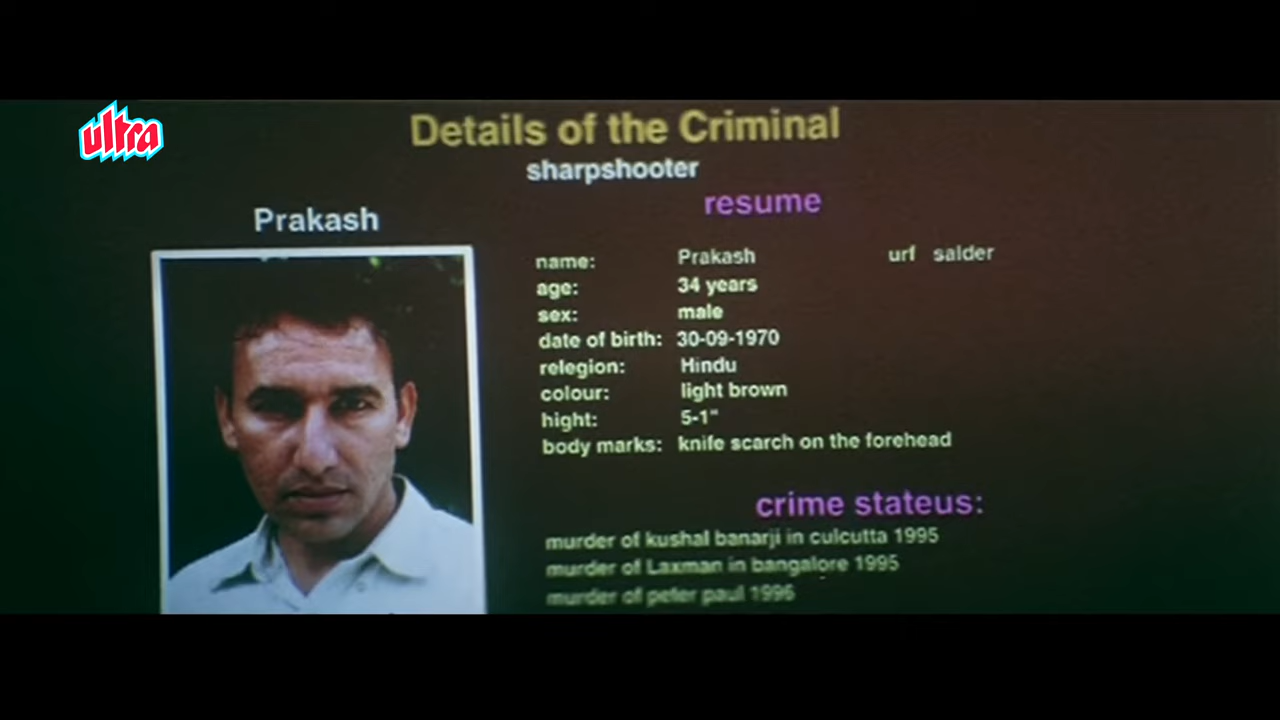 ultra
Details of the Criminal
sharpshooter
resume
Prakash
name: Prakash urf salder
age: 34 years
sex: male
date of birth: 30-09-1970
relegion: Hindu
colour: light brown
hight: 5-1"
body marks: knife scarch on the forehead
crime stateus:
murder of kushal banarji in culcutta 1995
murder of Laxman in bangalore 1995
murder of peter paul 1996